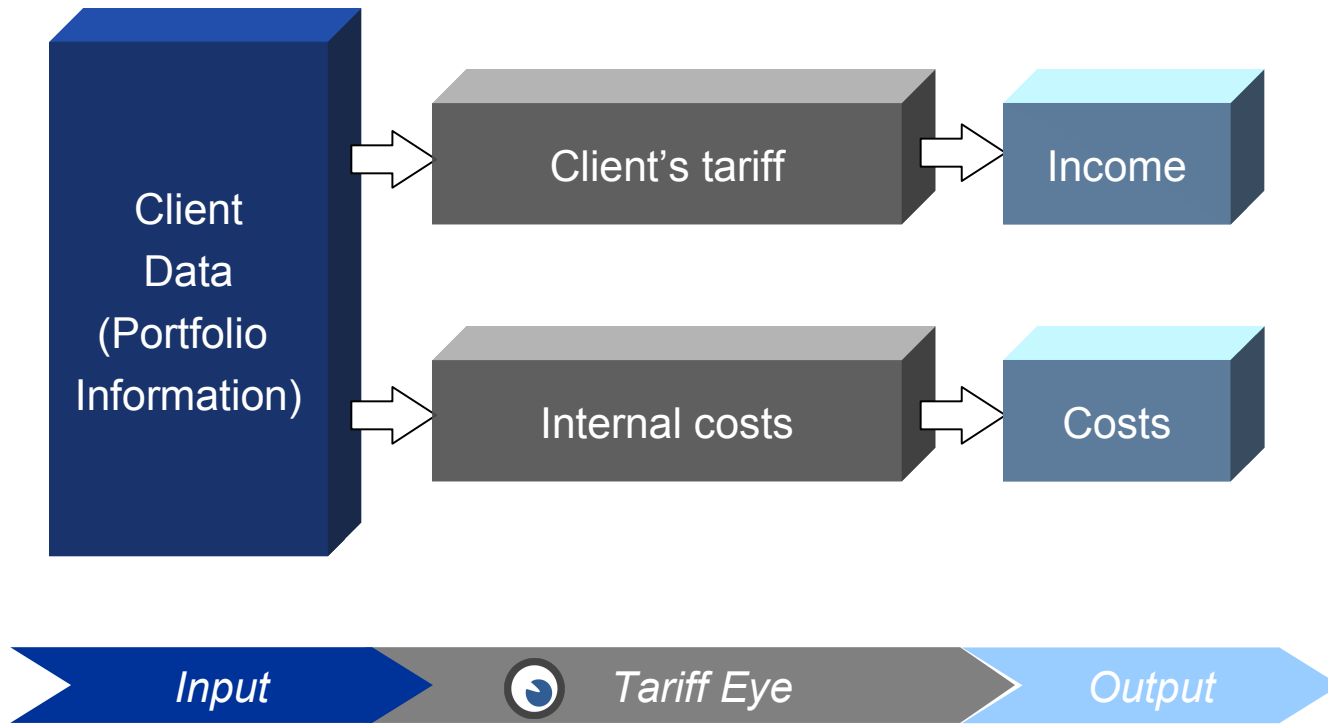 Client
Data
(Portfolio
Information)
Client’s tariff
Income
Internal costs
Costs
Input
Tariff Eye
Output